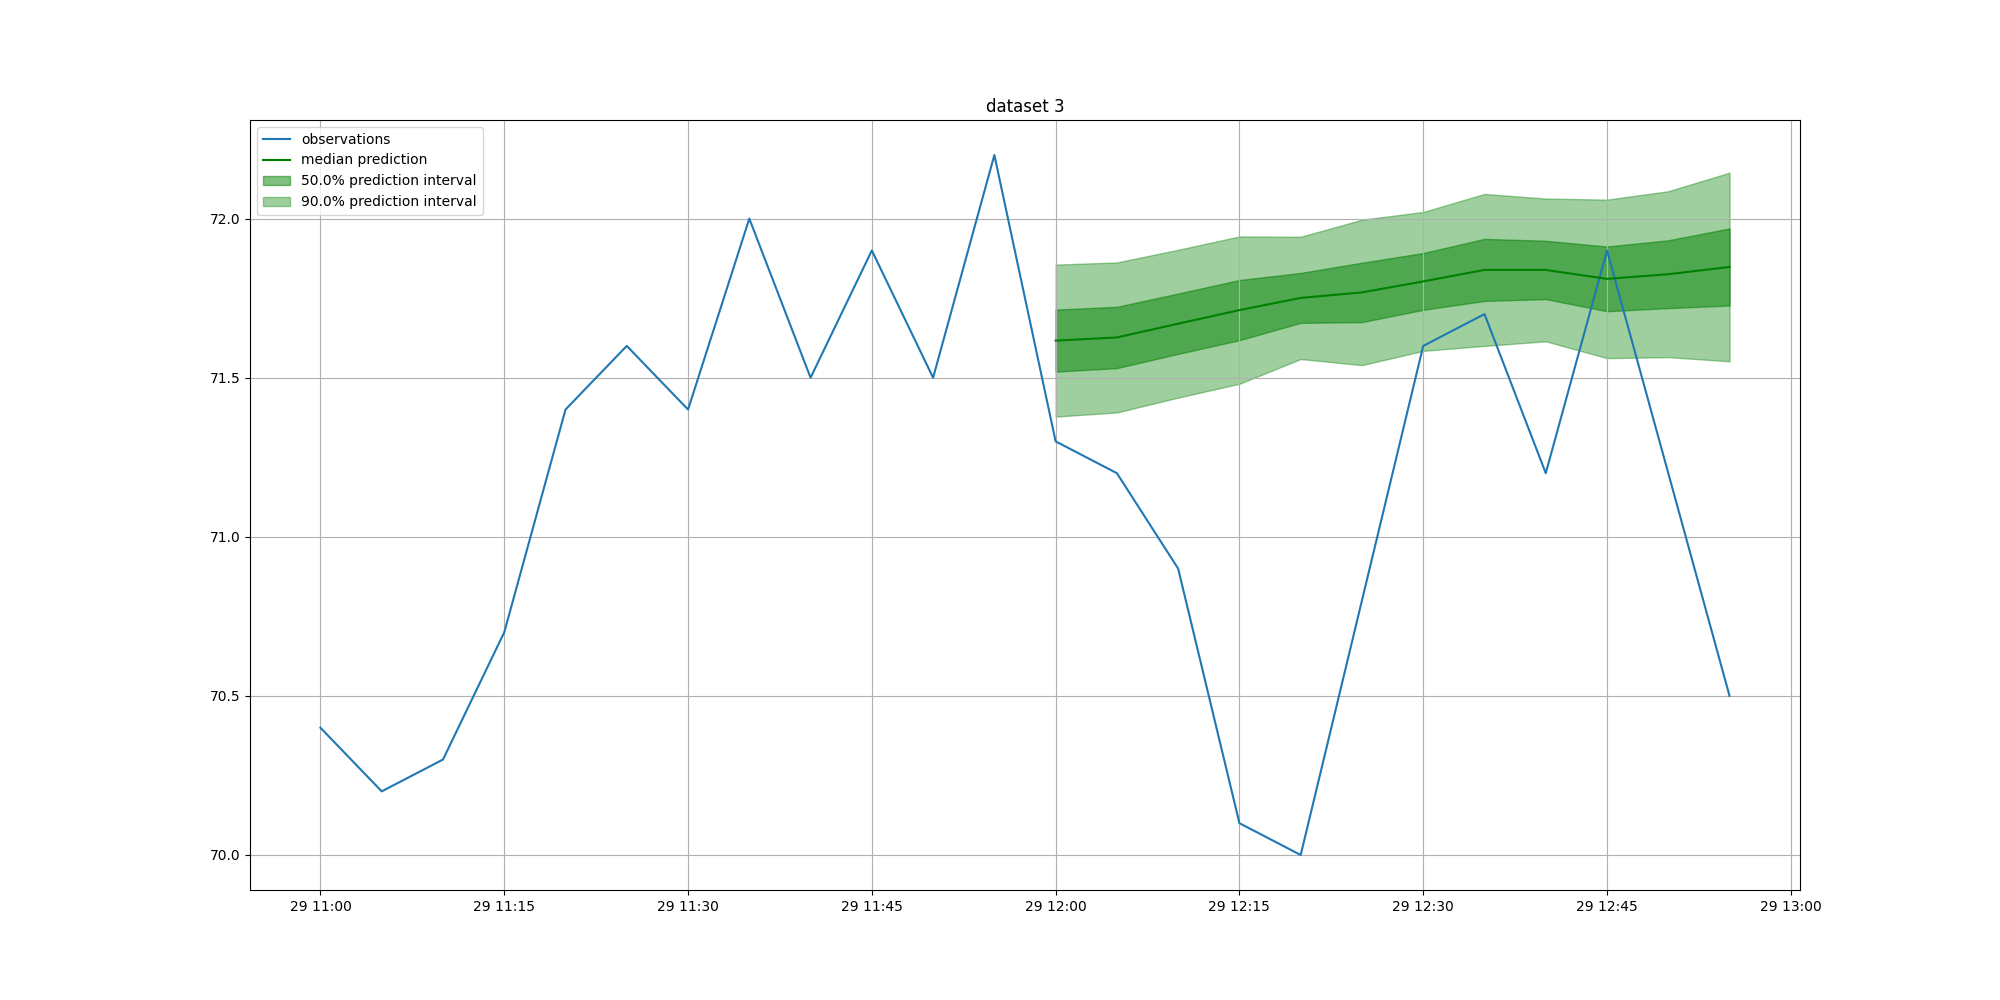 dataset 3
observations
median prediction
50.0% prediction interval
90.0% prediction interval
72.0
71.5
71.0
70.5
70.0
29 11:00 29 11:15 29 11:30 29 11:45 29 12:00 29 12:15 29 12:30 29 12:45 29 13:00